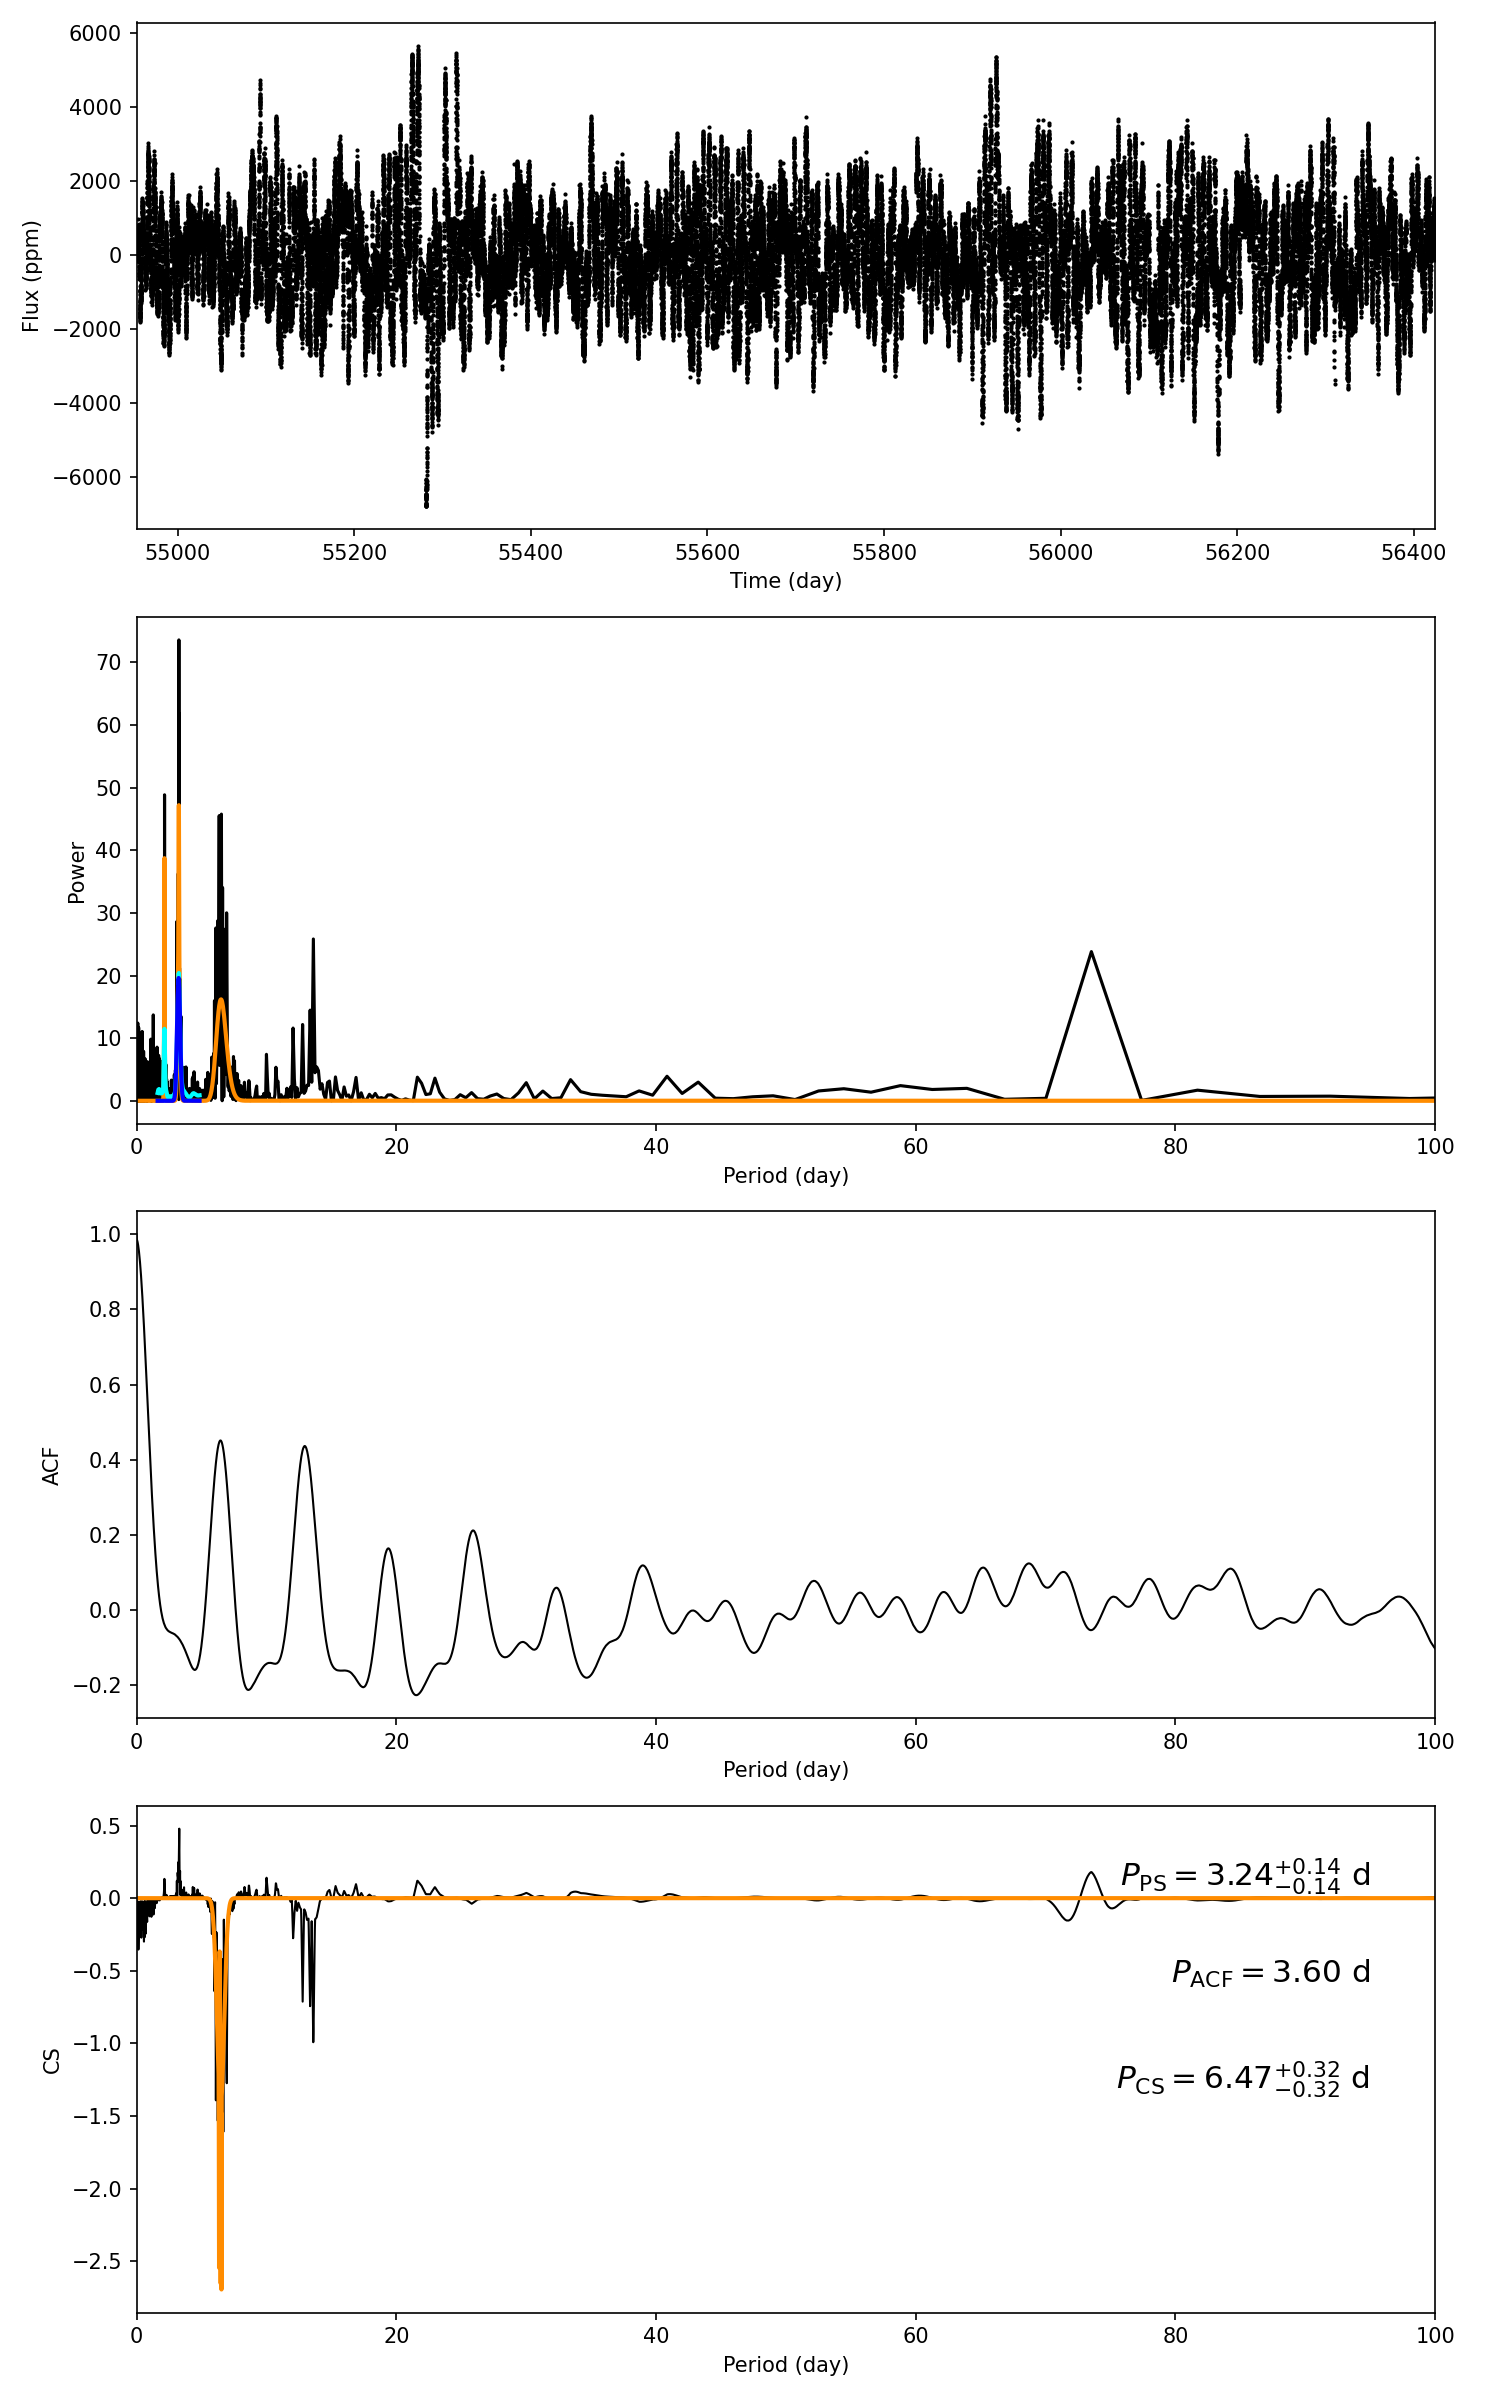 6000
4000
2000
0
−2000
−4000
−6000
Flux (ppm)
55000 55200 55400 55600 55800 56000 56200 56400
Time (day)
70
60
50
40
30
20
10
0
Power
0 20 40 60 80 100
Period (day)
1.0
0.8
0.6
0.4
0.2
0.0
−0.2
ACF
0 20 40 60 80 100
Period (day)
0.5
0.0
−0.5
−1.0
−1.5
−2.0
−2.5
CS
P_PS = 3.24^{+0.14}_{−0.14} d
P_ACF = 3.60 d
P_CS = 6.47^{+0.32}_{−0.32} d
0 20 40 60 80 100
Period (day)